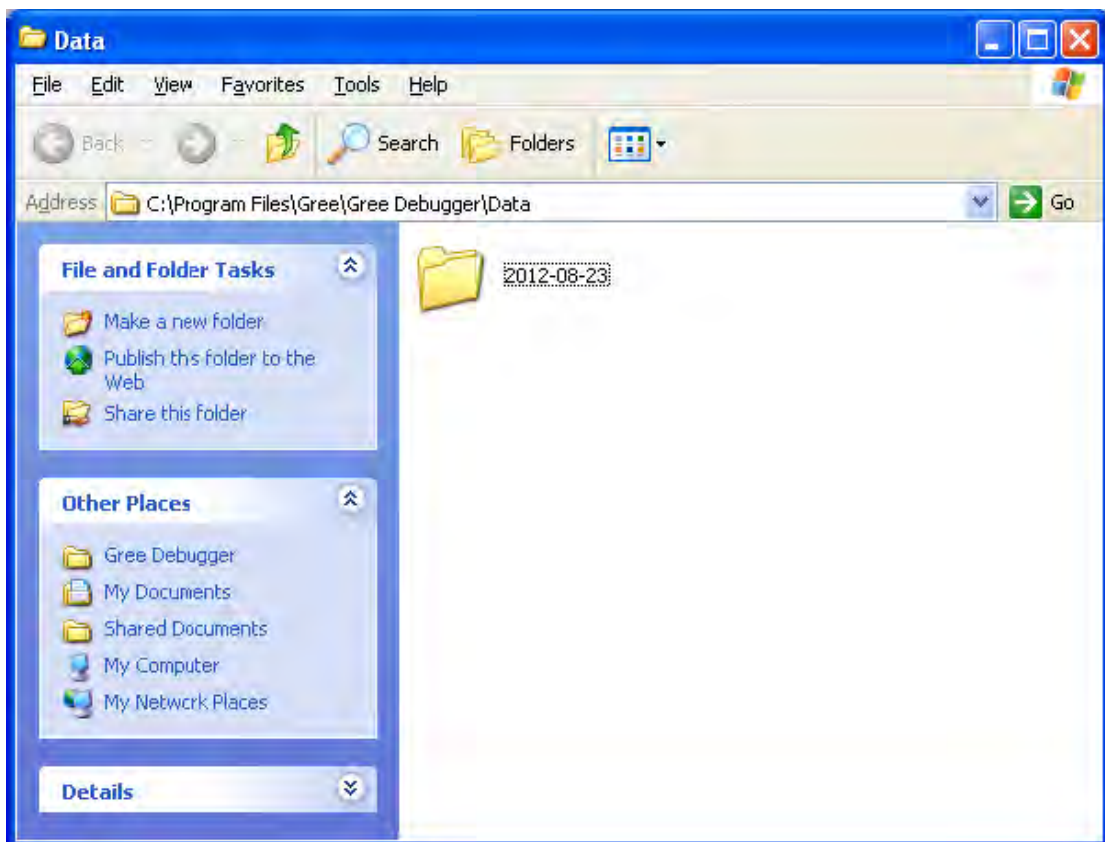 Data
File Edit View Favorites Tools Help
Back Search Folders
Address C:\Program Files\Gree\Gree Debugger\Data Go
File and Folder Tasks
Make a new folder
Publish this folder to the
Web
Share this folder
2012-08-23
Other Places
Gree Debugger
My Documents
Shared Documents
My Computer
My Network Places
Details